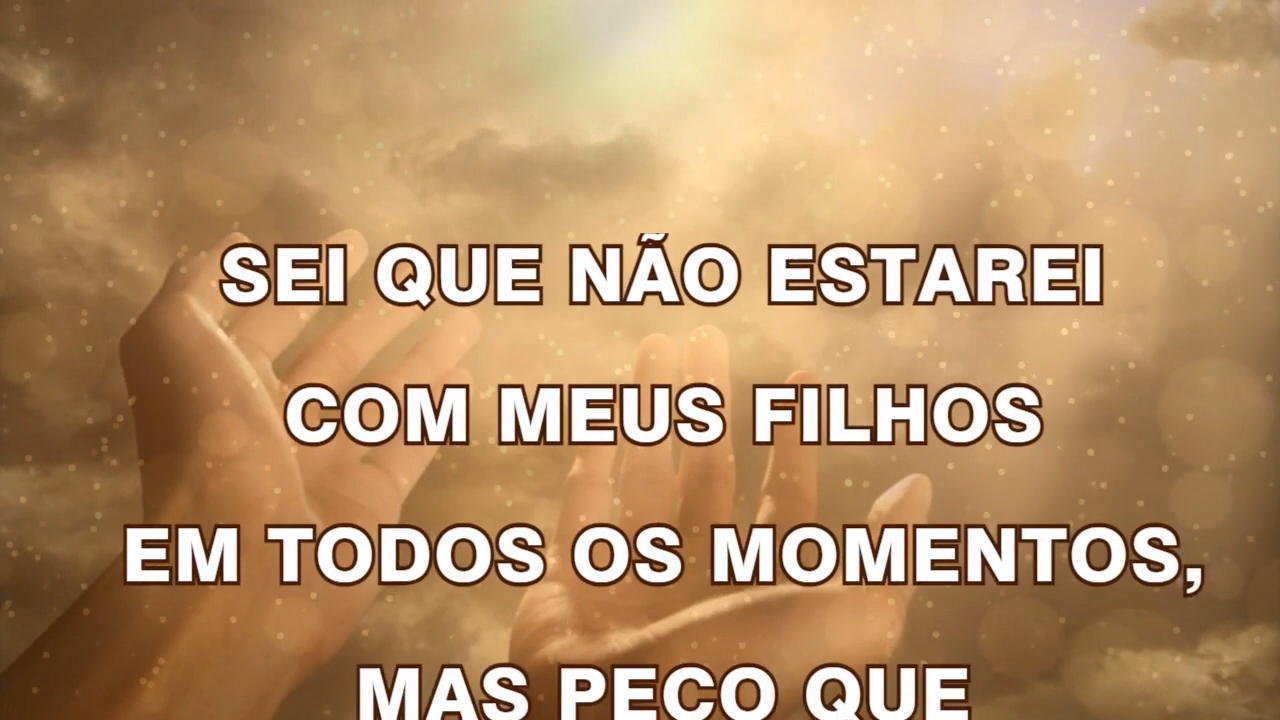 SEI QUE NÃO ESTAREI
COM MEUS FILHOS
EM TODOS OS MOMENTOS,
MAS PEÇO QUE